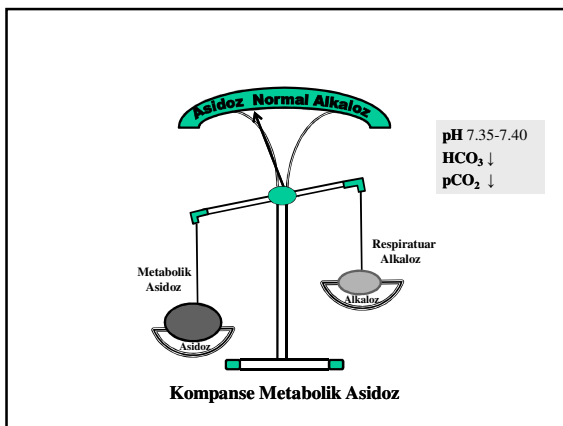 Asidoz Normal Alkaloz
pH 7.35-7.40
HCO₃ ↓
pCO₂ ↓
Respiratuar
Alkaloz
Metabolik
Asidoz
Alkaloz
Asidoz
Kompanse Metabolik Asidoz